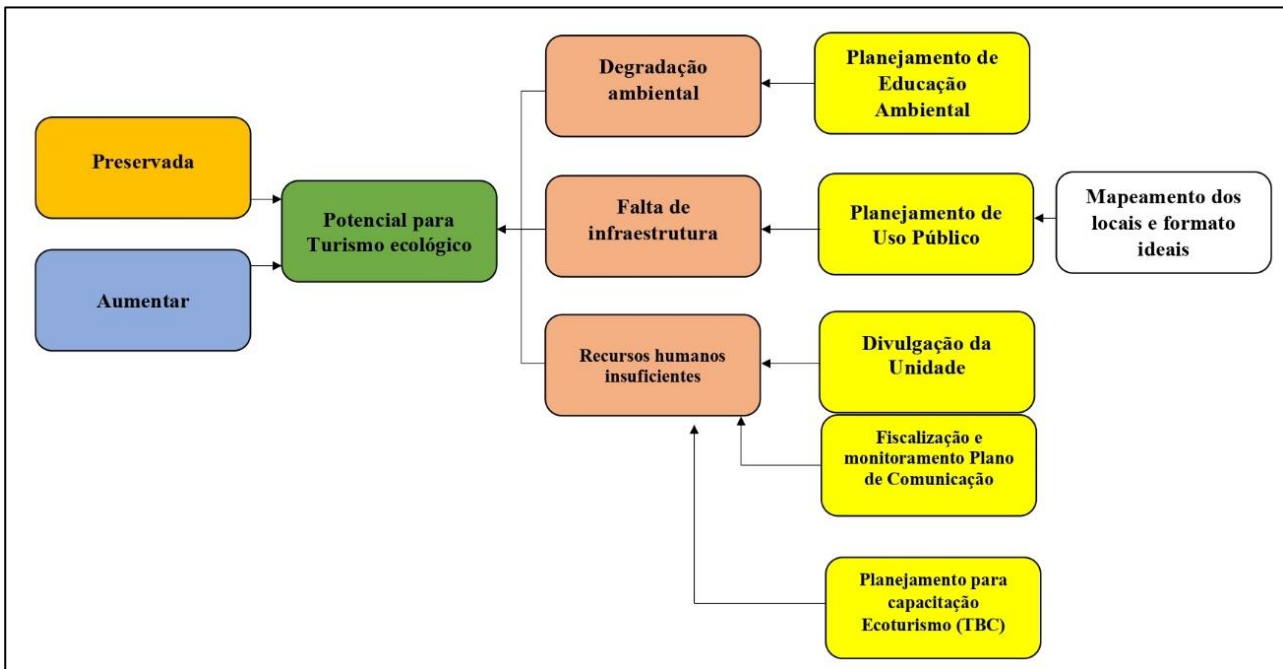 Preservada
Aumentar
Potencial para
Turismo ecológico
Degradação
ambiental
Falta de
infraestrutura
Recursos humanos
insuficientes
Planejamento de
Educação
Ambiental
Planejamento de
Uso Público
Divulgação da
Unidade
Fiscalização e
monitoramento Plano
de Comunicação
Planejamento para
capacitação
Ecoturismo (TBC)
Mapeamento dos
locais e formato
ideais